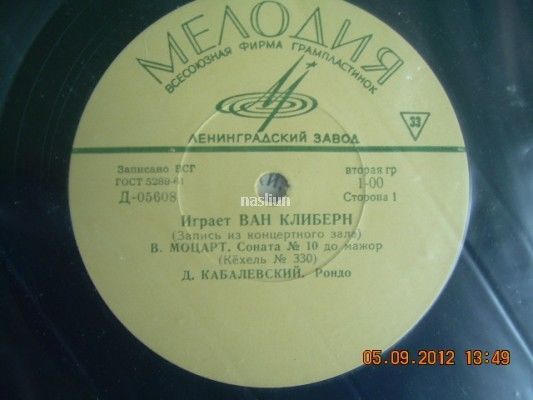 МЕЛОДИЯ
ВСЕСОЮЗНАЯ ФИРМА ГРАМПЛАСТИНОК
33
ЛЕНИНГРАДСКИЙ ЗАВОД
Записано ВСГ
ГОСТ 5289-61
Д-05608
вторая гр
1-00
Сторона 1
nasliun
Играет ВАН КЛИБЕРН
(Запись из концертного зала)
В. МОЦАРТ. Соната № 10 до мажор
(Кёхель № 330)
Д. КАБАЛЕВСКИЙ. Рондо
05.09.2012 13:49